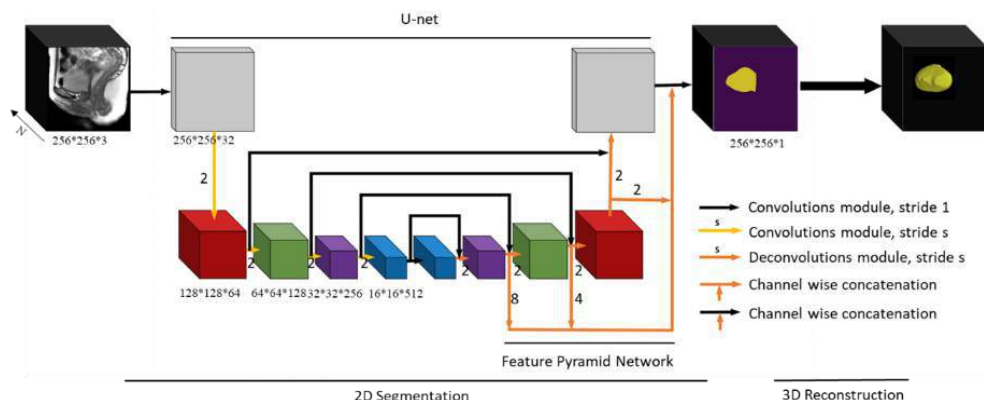 U-net
N
256*256*3
256*256*32
256*256*1
2
2
2
128*128*64
64*64*128
32*32*256
16*16*512
2
2
2
2
2
2
8
4
Convolutions module, stride 1
s
Convolutions module, stride s
s
Deconvolutions module, stride s
Channel wise concatenation
Channel wise concatenation
Feature Pyramid Network
2D Segmentation
3D Reconstruction